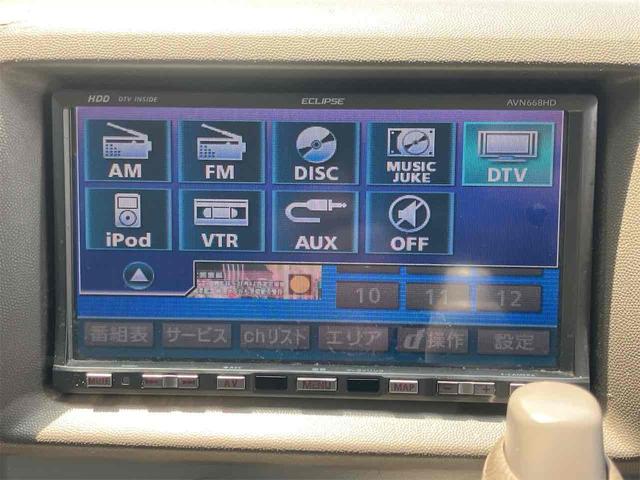 HDD DTV INSIDE ECLIPSE AVN668HD
AM FM DISC MUSIC JUKE DTV
iPod VTR AUX OFF
10 11 12
番組表 サービス chリスト エリア d操作 設定
MUTE AV MENU MAP − +